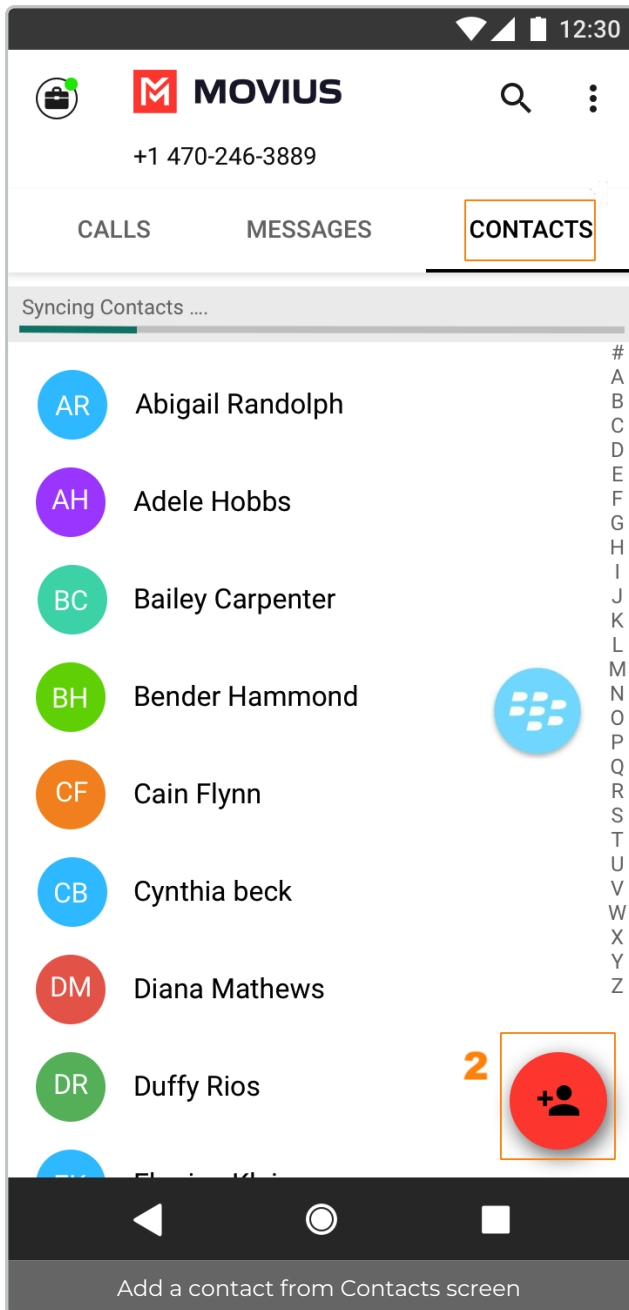 12:30
MOVIUS
+1 470-246-3889
CALLS MESSAGES CONTACTS
Syncing Contacts ....
#
A
AR Abigail Randolph
B
C
D
E
AH Adele Hobbs
F
G
H
I
BC Bailey Carpenter
J
K
L
M
BH Bender Hammond
N
O
P
Q
CF Cain Flynn
R
S
T
U
CB Cynthia beck
V
W
X
Y
DM Diana Mathews
Z
2
DR Duffy Rios
Add a contact from Contacts screen